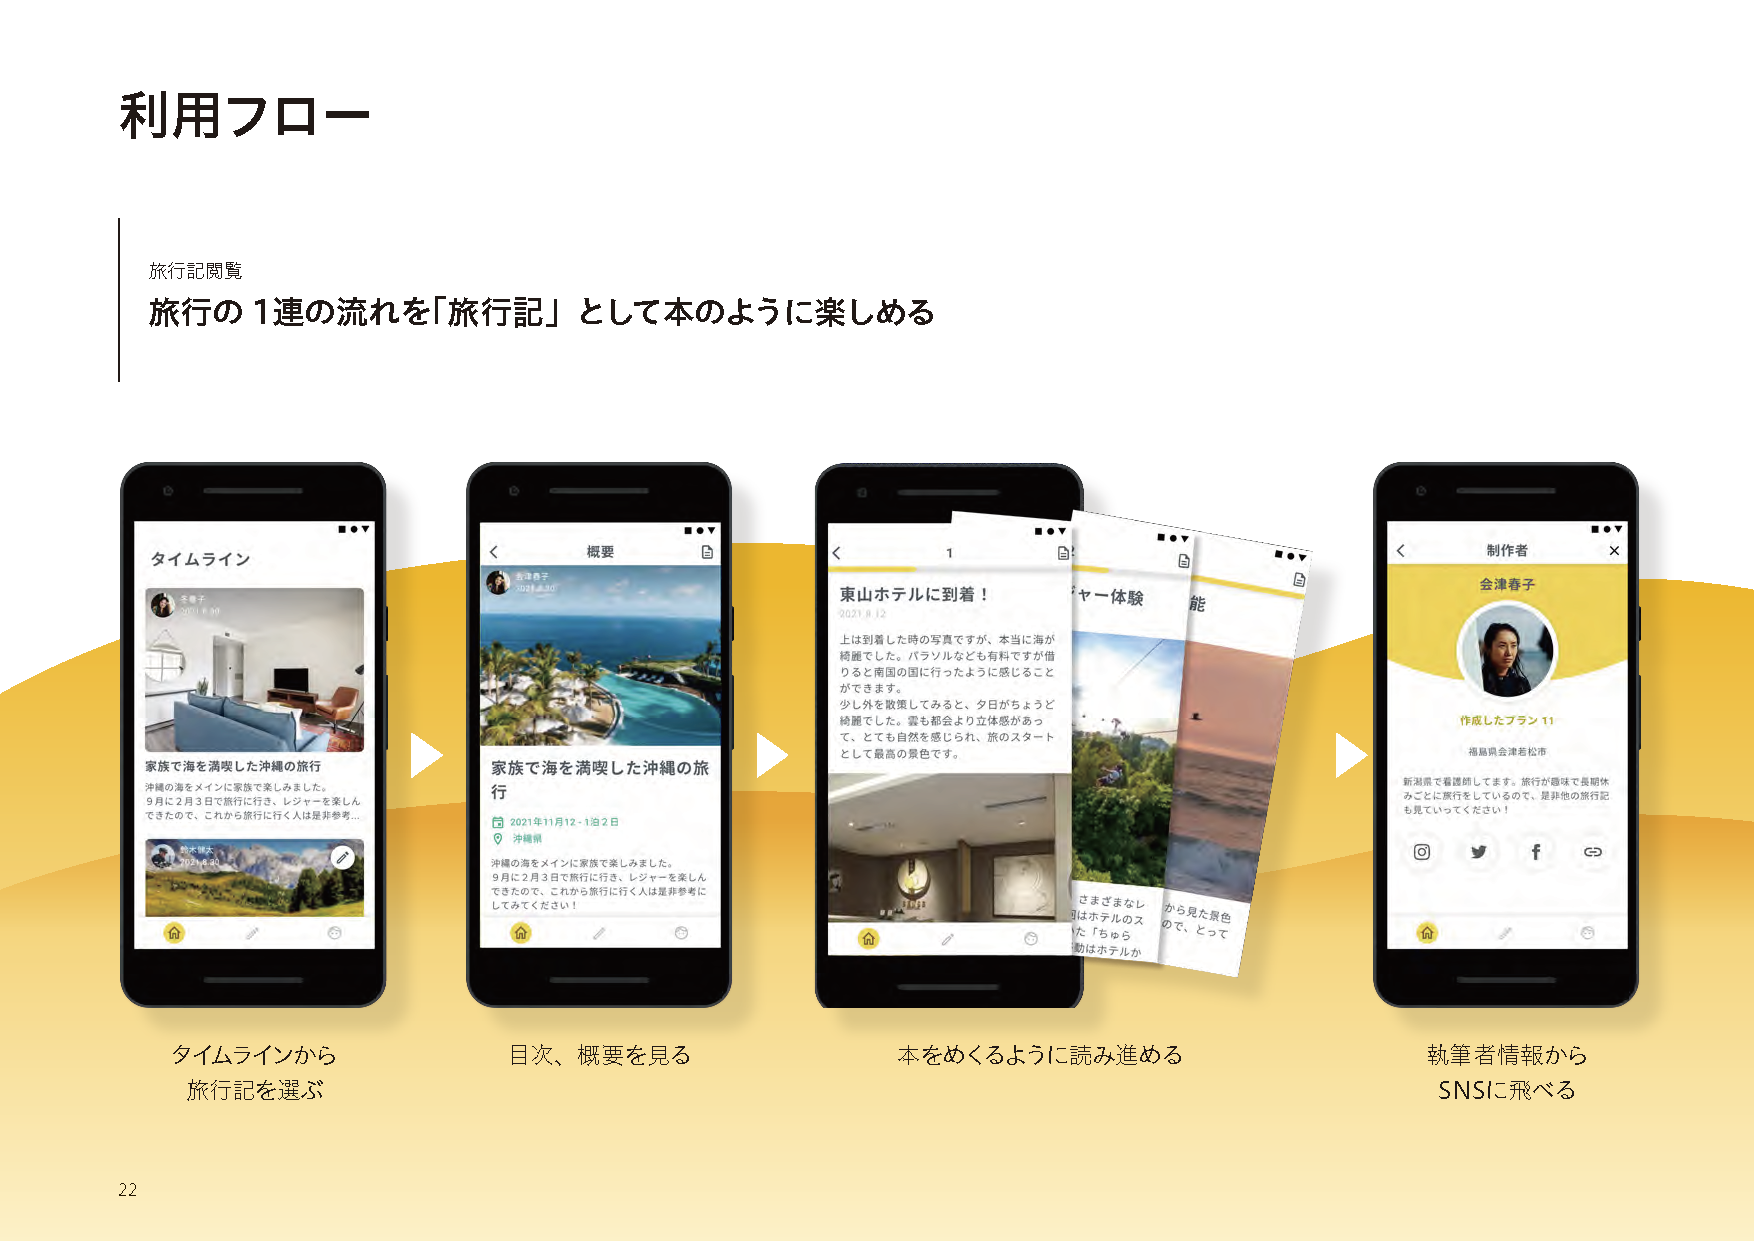 利用フロー
旅行記閲覧
旅行の1連の流れを「旅行記」として本のように楽しめる
タイムライン
冬春子
2021.8.30
家族で海を満喫した沖縄の旅行
沖縄の海をメインに家族で楽しみました。
９月に２月３日で旅行に行き、レジャーを楽しん
できたので、これから旅行に行く人は是非参考...
鈴木健太
2021.8.30
タイムラインから
旅行記を選ぶ
概要
会津春子
2021.8.30
家族で海を満喫した沖縄の旅
行
2021年11月12 - 1泊２日
沖縄県
沖縄の海をメインに家族で楽しみました。
９月に２月３日で旅行に行き、レジャーを楽しん
できたので、これから旅行に行く人は是非参考に
してみてください！
目次、概要を見る
1
東山ホテルに到着！
2021.8.12
上は到着した時の写真ですが、本当に海が
綺麗でした。パラソルなども有料ですが借
りると南国の国に行ったように感じること
ができます。
少し外を散策してみると、夕日がちょうど
綺麗でした。雲も都会より立体感があっ
て、とても自然を感じられ、旅のスタート
として最高の景色です。
2
ャー体験
さまざまなレ
はホテルのス
た「ちゅら
動はホテルか
能
から見た景色
ので、とって
本をめくるように読み進める
制作者
会津春子
作成したプラン 11
福島県会津若松市
新潟県で看護師してます。旅行が趣味で長期休
みごとに旅行をしているので、是非他の旅行記
も見ていってください！
執筆者情報から
SNSに飛べる
22